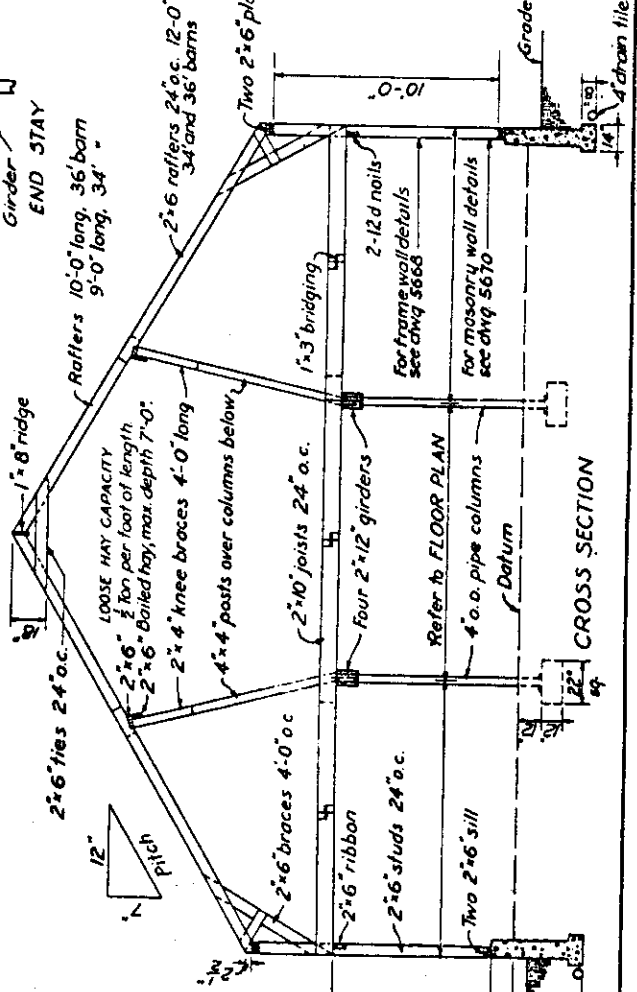 Girder
END STAY
Rafters 10'-0" long, 36' barn
9'-0" long, 34' "
2"x6" rafters 24" o.c. 12-0"
34' and 36' barns
Two 2"x6"
1"x8" ridge
18"
2"x6" ties 24" o.c.
LOOSE HAY CAPACITY
½ Ton per foot of length
2"x6"
2"x6" Bailed hay, max. depth 7'-0".
2"x4" knee braces 4'-0" long
4"x4" posts over columns below
12"
7"
Pitch
2"x6" braces 4'-0" o.c
2"x10" joists 24" o.c.
1"x3" bridging
10'-0"
2-12d nails
For frame wall details
see dwg 5668
For masonry wall details
see dwg 5670
Four 2"x12" girders
Refer to FLOOR PLAN
4" o.d. pipe columns
2"x6" ribbon
2"x6" studs 24" o.c.
Two 2"x6" sill
Datum
Grade
4" drain tile
8"
14"
12"
12"
22"
sq.
CROSS SECTION